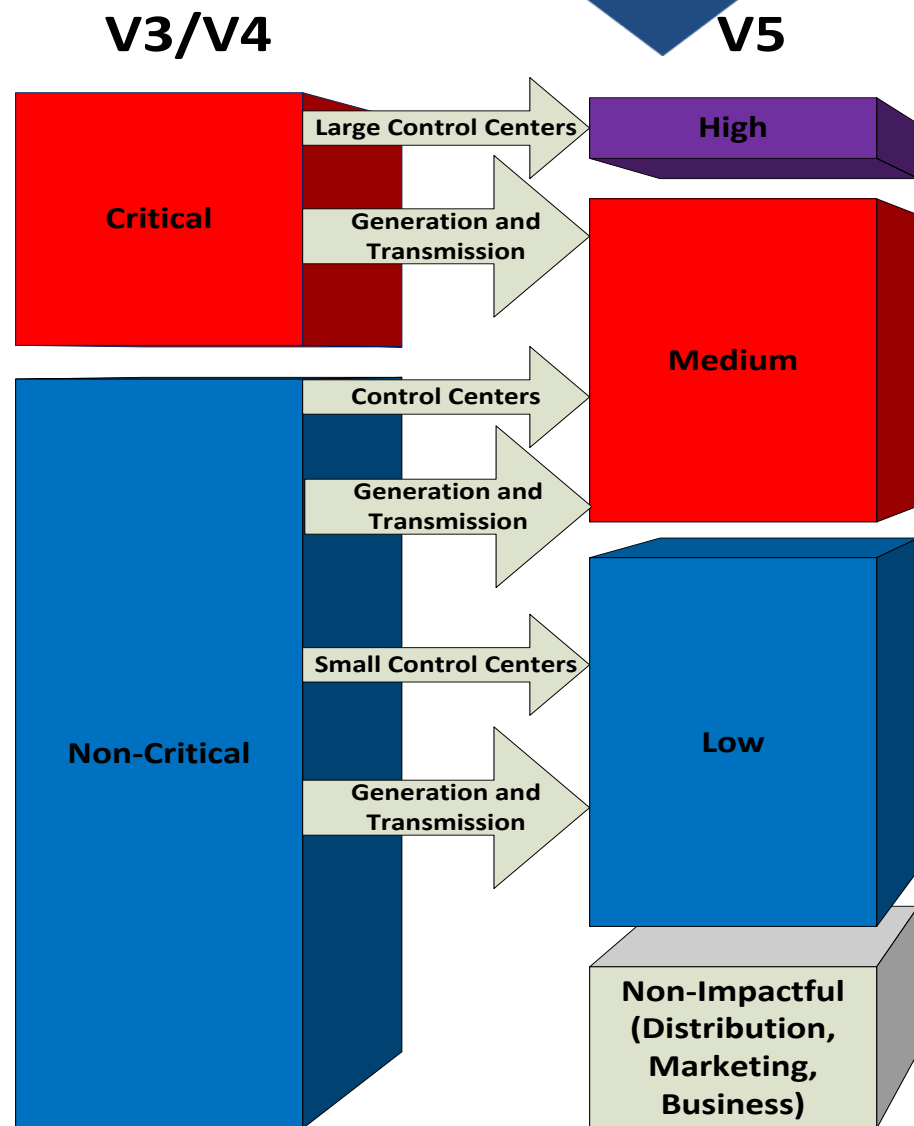 V3/V4
V5
Large Control Centers
High
Critical
Generation and
Transmission
Medium
Control Centers
Generation and
Transmission
Small Control Centers
Non-Critical
Low
Generation and
Transmission
Non-Impactful
(Distribution,
Marketing,
Business)